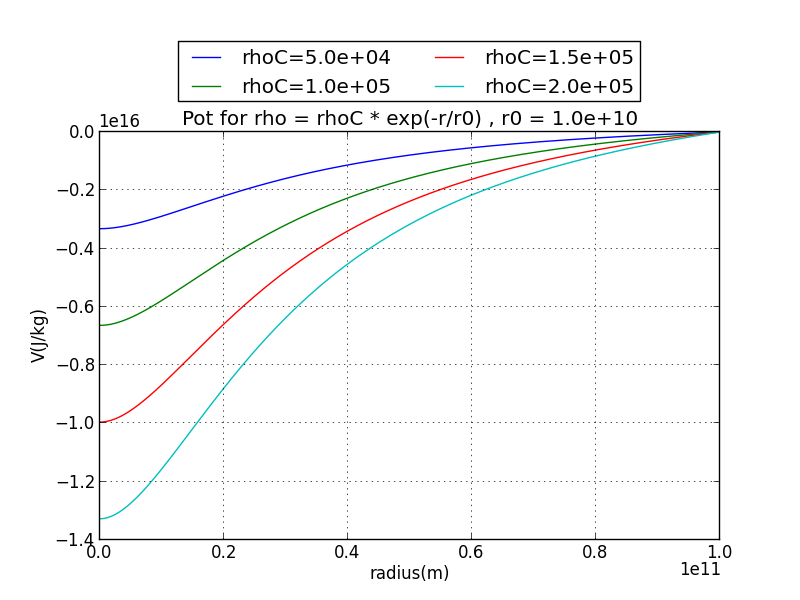 rhoC=5.0e+04 rhoC=1.5e+05
rhoC=1.0e+05 rhoC=2.0e+05
1e16
Pot for rho = rhoC * exp(-r/r0) , r0 = 1.0e+10
0.0
−0.2
−0.4
−0.6
−0.8
−1.0
−1.2
−1.4
V(J/kg)
0.0 0.2 0.4 0.6 0.8 1.0
radius(m)
1e11